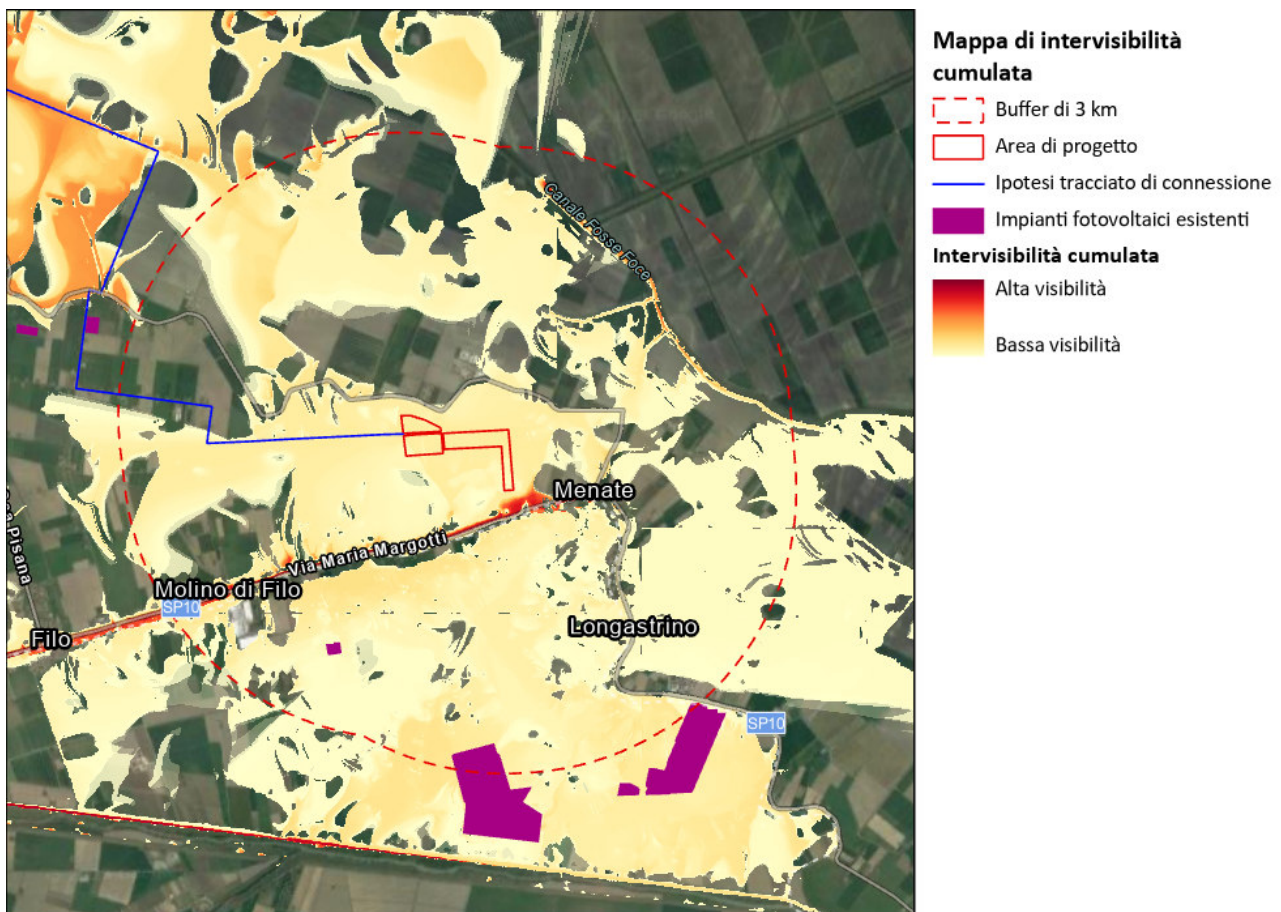 Mappa di intervisibilità
cumulata
Buffer di 3 km
Area di progetto
Ipotesi tracciato di connessione
Impianti fotovoltaici esistenti
Intervisibilità cumulata
Alta visibilità
Bassa visibilità
Canale Fosse Foce
Menate
Via Maria Margotti
Molino di Filo
SP10
Filo
Pisana
Longastrino
SP10